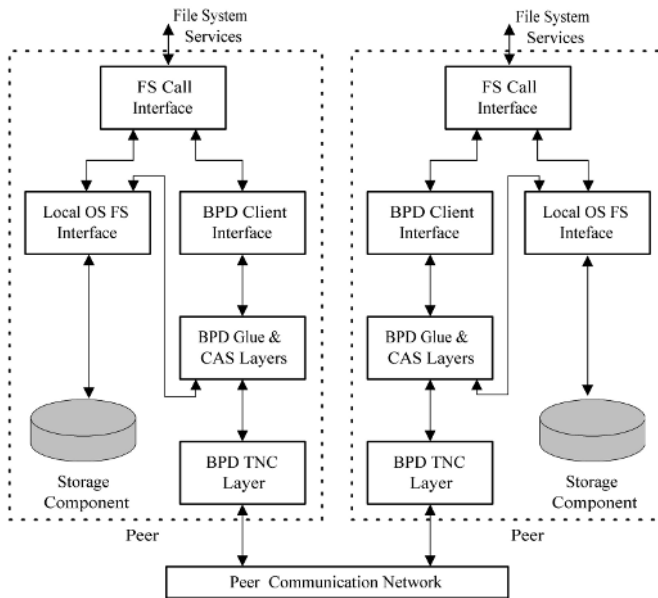 File System
Services
FS Call
Interface
Local OS FS
Interface
BPD Client
Interface
BPD Glue &
CAS Layers
Storage
Component
BPD TNC
Layer
Peer
File System
Services
FS Call
Interface
BPD Client
Interface
Local OS FS
Inteface
BPD Glue &
CAS Layers
BPD TNC
Layer
Storage
Component
Peer
Peer Communication Network